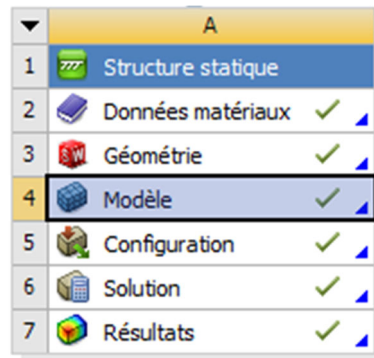 A
1 Structure statique
2 Données matériaux
3 Géométrie
4 Modèle
5 Configuration
6 Solution
7 Résultats